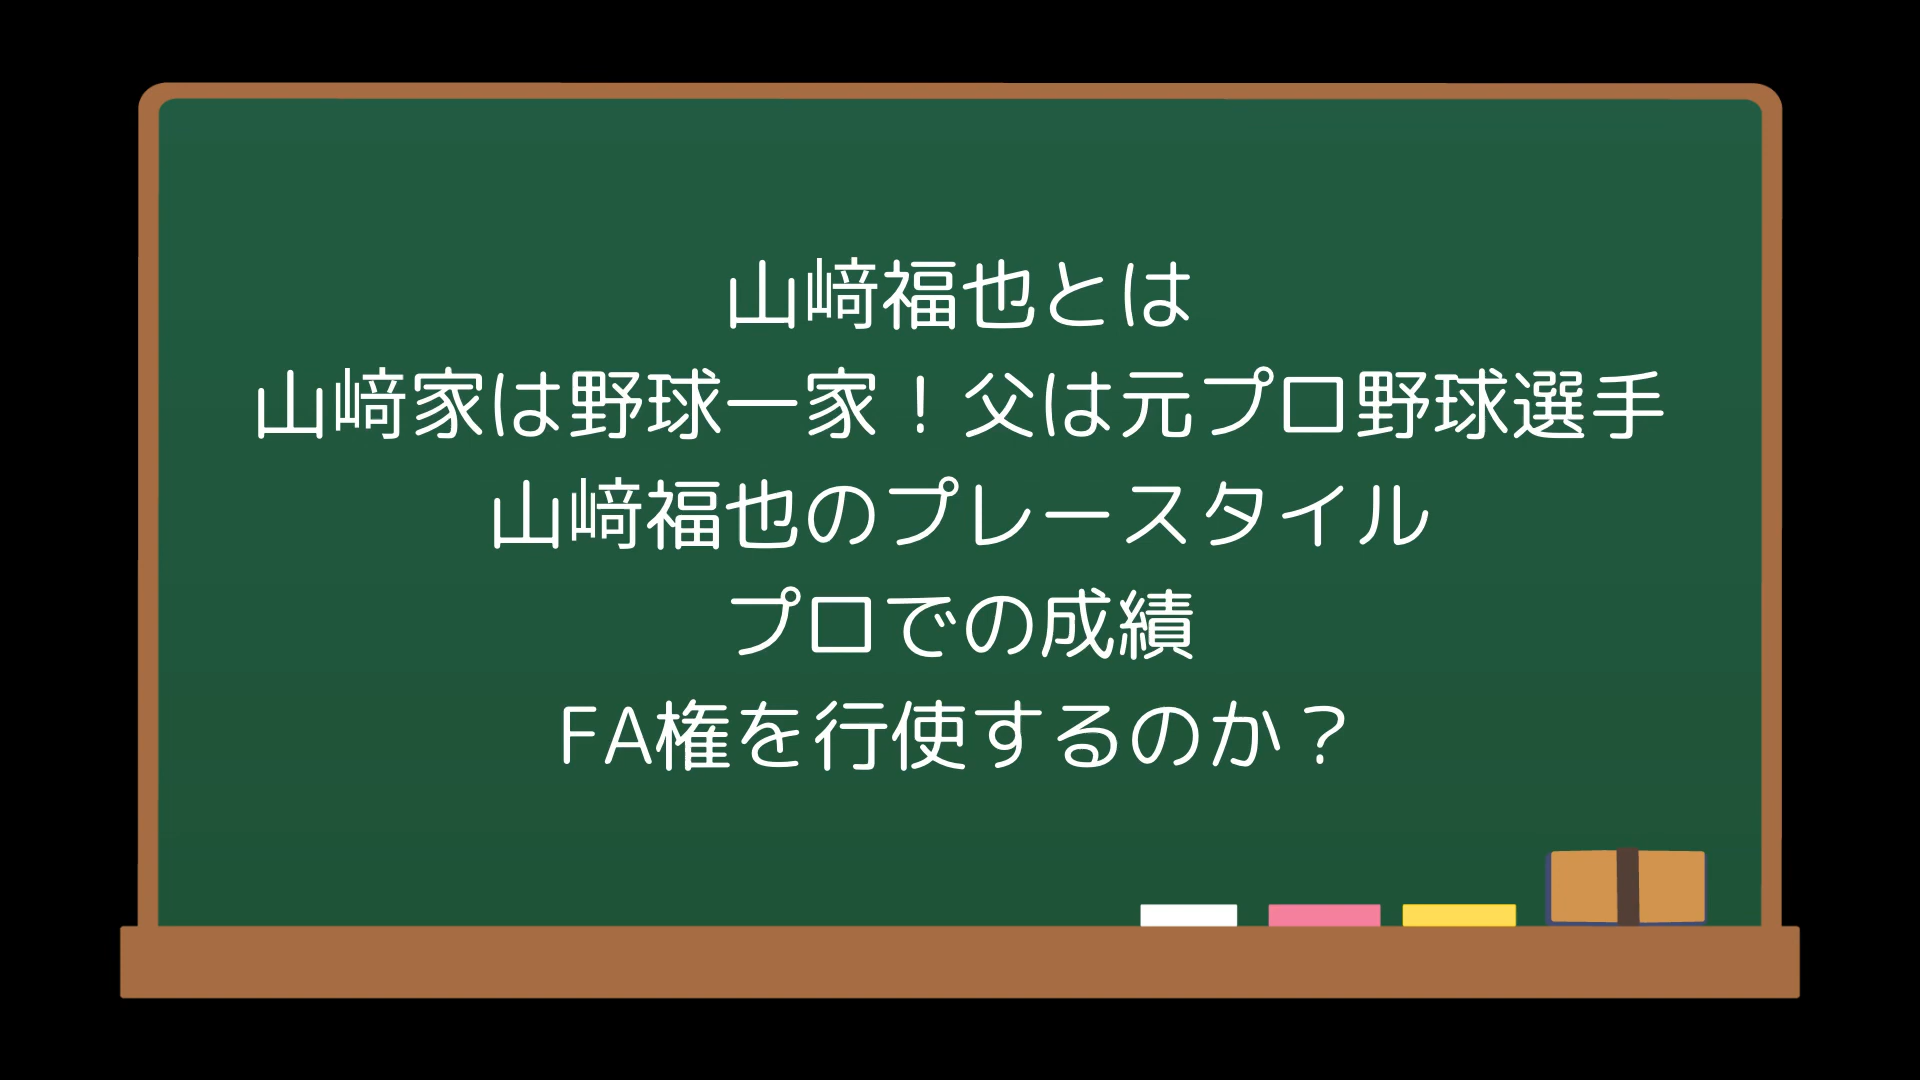 山﨑福也とは
山﨑家は野球一家！父は元プロ野球選手
山﨑福也のプレースタイル
プロでの成績
FA権を行使するのか？